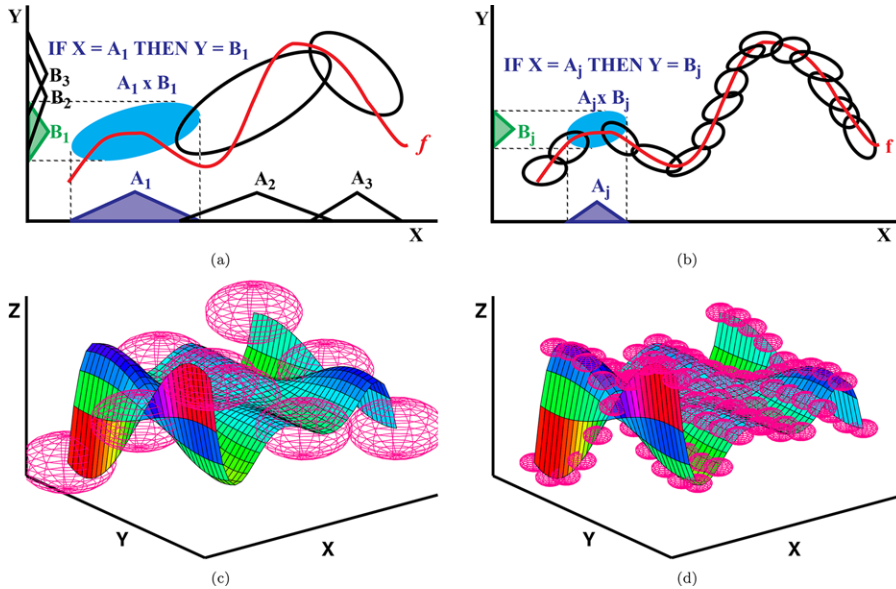 Y
IF X = A1 THEN Y = B1
A1 x B1
B3
B2
B1
f
A1
A2
A3
X
(a)
Y
IF X = Aj THEN Y = Bj
Ajx Bj
Bj
f
Aj
X
(b)
Z
Y
X
(c)
Z
Y
X
(d)